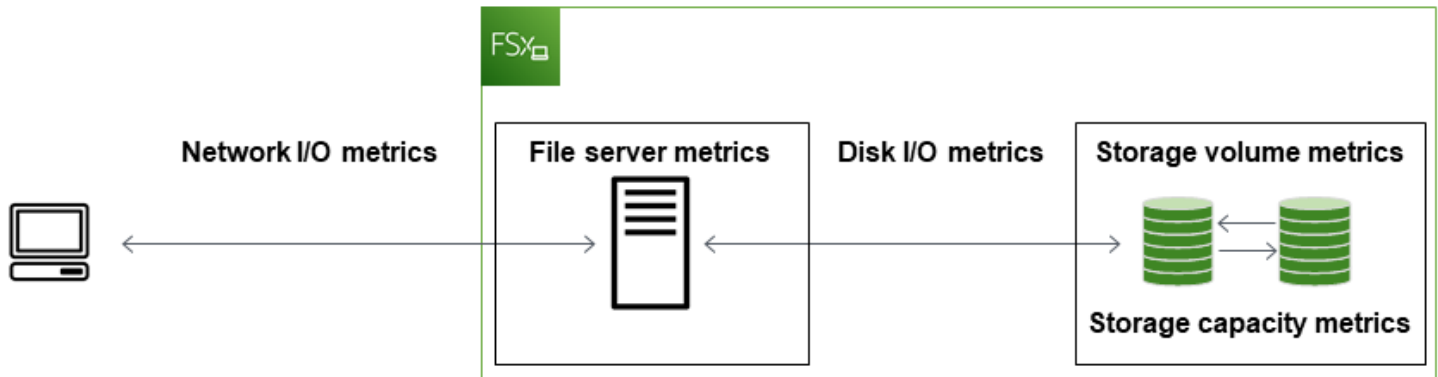 FSx
Network I/O metrics
File server metrics
Disk I/O metrics
Storage volume metrics
Storage capacity metrics